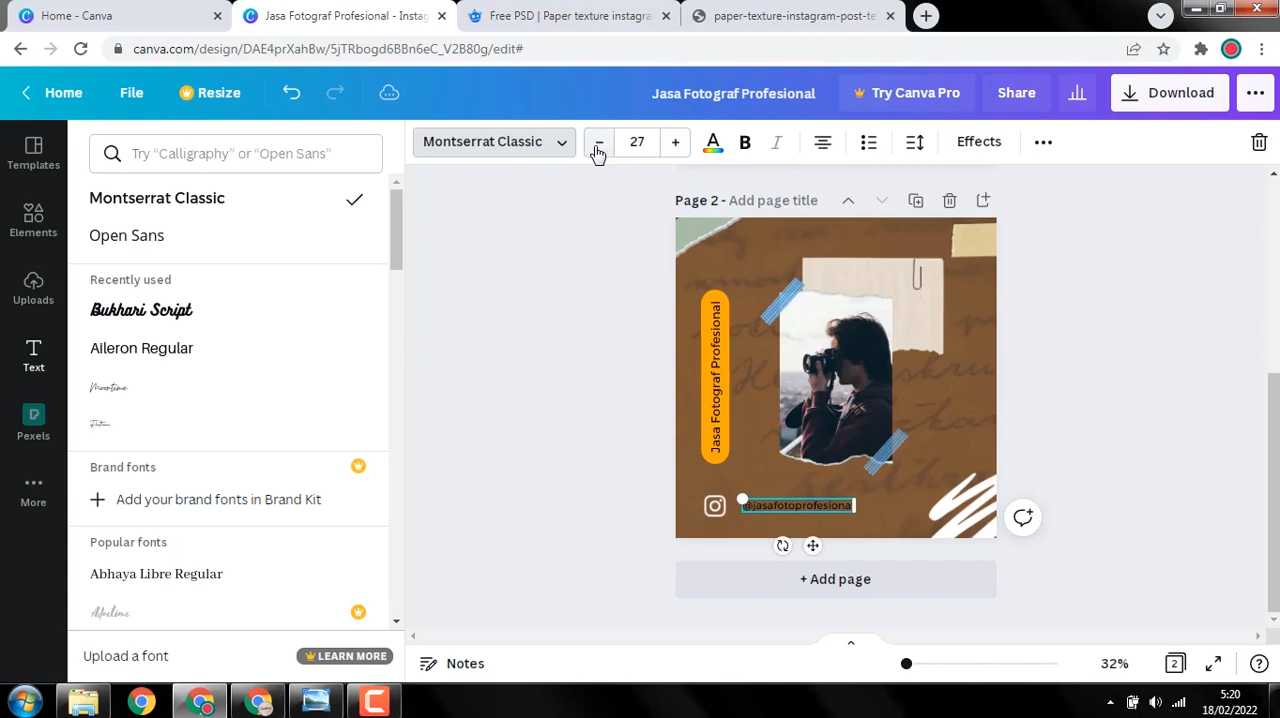 Home - Canva
Jasa Fotograf Profesional - Instag
Free PSD | Paper texture instagram
paper-texture-instagram-post-te
canva.com/design/DAE4prXahBw/5jTRbogd6BBn6eC_V2B80g/edit#
Home
File
Resize
Jasa Fotograf Profesional
Try Canva Pro
Share
Download
Templates
Elements
Uploads
Text
Pexels
More
Try “Calligraphy” or “Open Sans”
Montserrat Classic
Open Sans
Recently used
Bukhari Script
Aileron Regular
Moontime
Brand fonts
Add your brand fonts in Brand Kit
Popular fonts
Abhaya Libre Regular
Upload a font
LEARN MORE
Montserrat Classic
27
A
B
I
Effects
Page 2 - Add page title
Jasa Fotograf Profesional
@jasafotoprofesiona
+ Add page
Notes
32%
2
5:20
18/02/2022